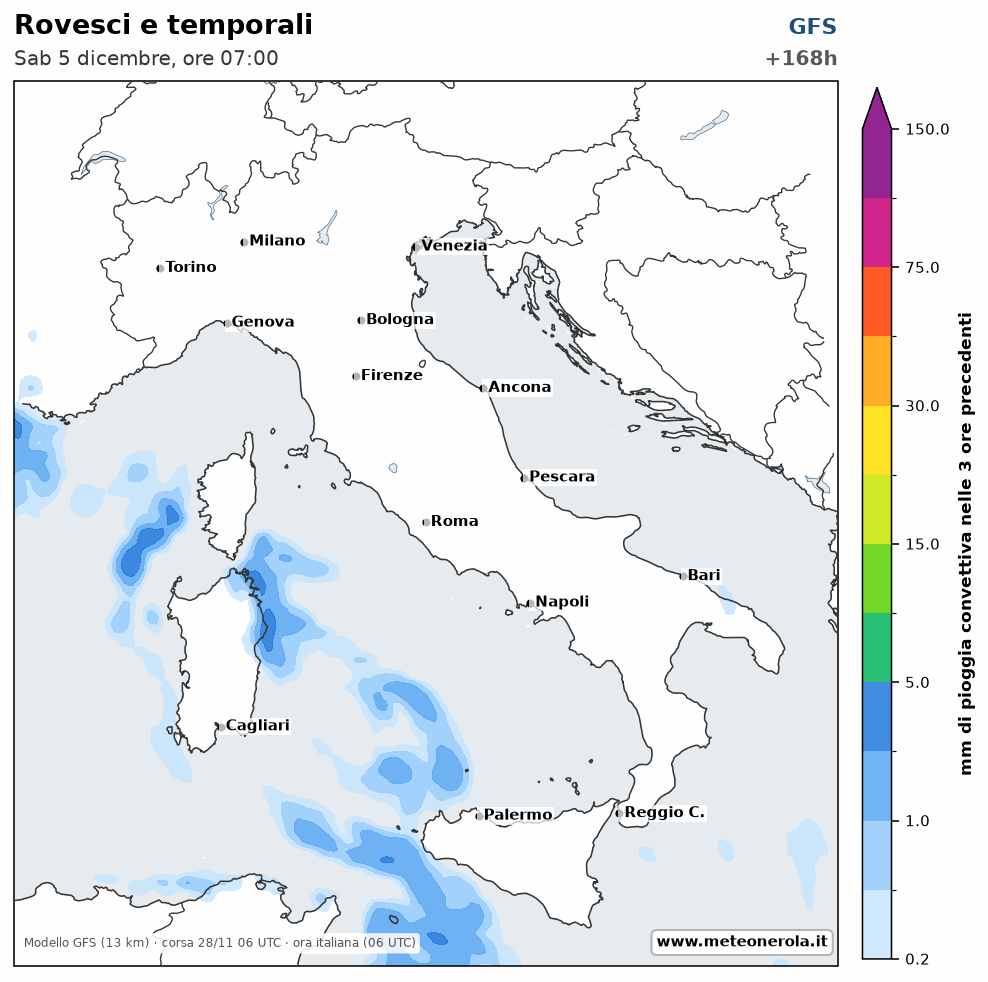 Rovesci e temporali
GFS
Sab 5 dicembre, ore 07:00
+168h
150.0
75.0
30.0
15.0
5.0
1.0
0.2
mm di pioggia convettiva nelle 3 ore precedenti
Milano
Venezia
Torino
Genova
Bologna
Firenze
Ancona
Pescara
Roma
Bari
Napoli
Cagliari
Palermo
Reggio C.
Modello GFS (13 km) · corsa 28/11 06 UTC · ora italiana (06 UTC)
www.meteonerola.it